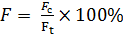 F = F_c / F_t × 100%